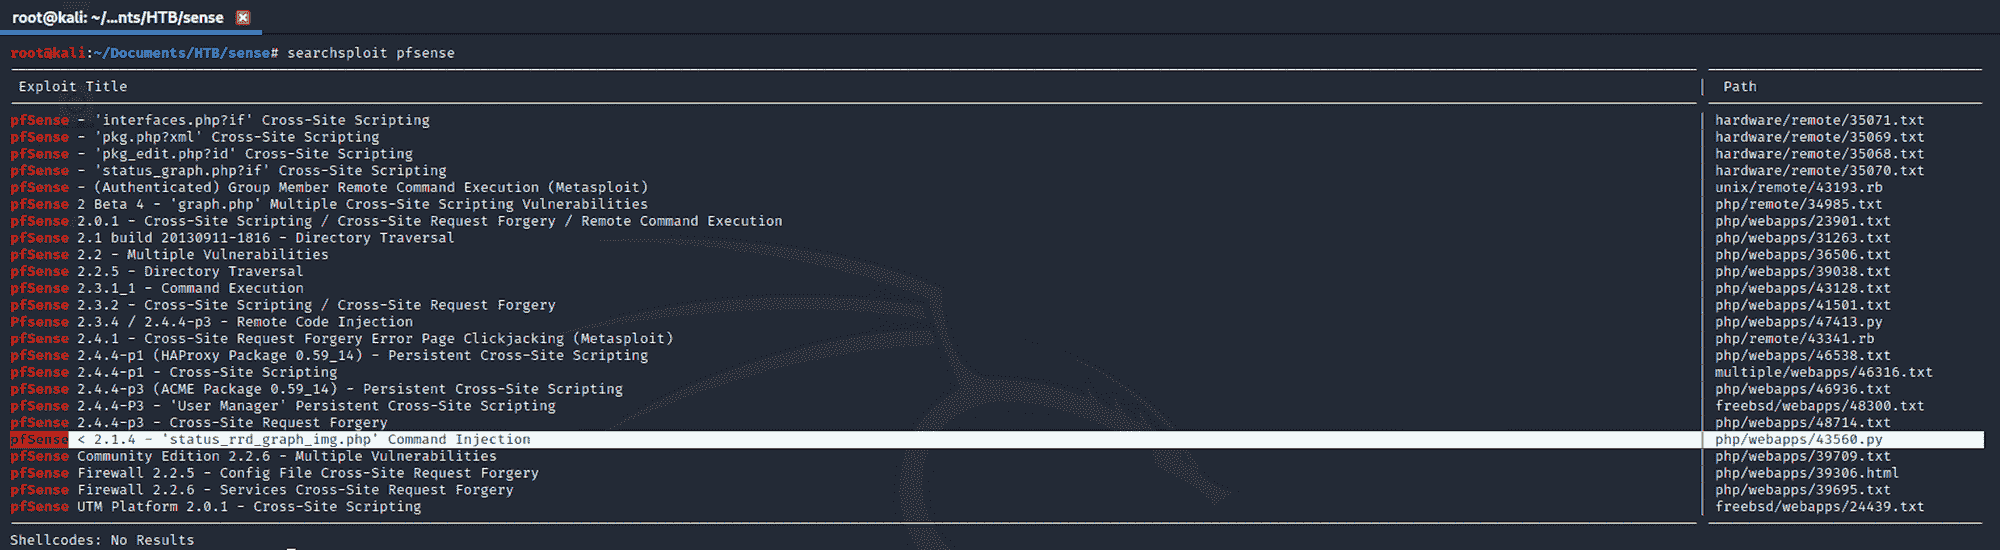 root@kali: ~/...nts/HTB/sense
root@kali:~/Documents/HTB/sense# searchsploit pfsense
Exploit Title | Path
pfSense - 'interfaces.php?if' Cross-Site Scripting | hardware/remote/35071.txt
pfSense - 'pkg.php?xml' Cross-Site Scripting | hardware/remote/35069.txt
pfSense - 'pkg_edit.php?id' Cross-Site Scripting | hardware/remote/35068.txt
pfSense - 'status_graph.php?if' Cross-Site Scripting | hardware/remote/35070.txt
pfSense - (Authenticated) Group Member Remote Command Execution (Metasploit) | unix/remote/43193.rb
pfSense 2 Beta 4 - 'graph.php' Multiple Cross-Site Scripting Vulnerabilities | php/remote/34985.txt
pfSense 2.0.1 - Cross-Site Scripting / Cross-Site Request Forgery / Remote Command Execution | php/webapps/23901.txt
pfSense 2.1 build 20130911-1816 - Directory Traversal | php/webapps/31263.txt
pfSense 2.2 - Multiple Vulnerabilities | php/webapps/36506.txt
pfSense 2.2.5 - Directory Traversal | php/webapps/39038.txt
pfSense 2.3.1_1 - Command Execution | php/webapps/43128.txt
pfSense 2.3.2 - Cross-Site Scripting / Cross-Site Request Forgery | php/webapps/41501.txt
Pfsense 2.3.4 / 2.4.4-p3 - Remote Code Injection | php/webapps/47413.py
pfSense 2.4.1 - Cross-Site Request Forgery Error Page Clickjacking (Metasploit) | php/remote/43341.rb
pfSense 2.4.4-p1 (HAProxy Package 0.59_14) - Persistent Cross-Site Scripting | php/webapps/46538.txt
pfSense 2.4.4-p1 - Cross-Site Scripting | multiple/webapps/46316.txt
pfSense 2.4.4-p3 (ACME Package 0.59_14) - Persistent Cross-Site Scripting | php/webapps/46936.txt
pfSense 2.4.4-P3 - 'User Manager' Persistent Cross-Site Scripting | freebsd/webapps/48300.txt
pfSense 2.4.4-p3 - Cross-Site Request Forgery | php/webapps/48714.txt
pfSense < 2.1.4 - 'status_rrd_graph_img.php' Command Injection | php/webapps/43560.py
pfSense Community Edition 2.2.6 - Multiple Vulnerabilities | php/webapps/39709.txt
pfSense Firewall 2.2.5 - Config File Cross-Site Request Forgery | php/webapps/39306.html
pfSense Firewall 2.2.6 - Services Cross-Site Request Forgery | php/webapps/39695.txt
pfSense UTM Platform 2.0.1 - Cross-Site Scripting | freebsd/webapps/24439.txt
Shellcodes: No Results